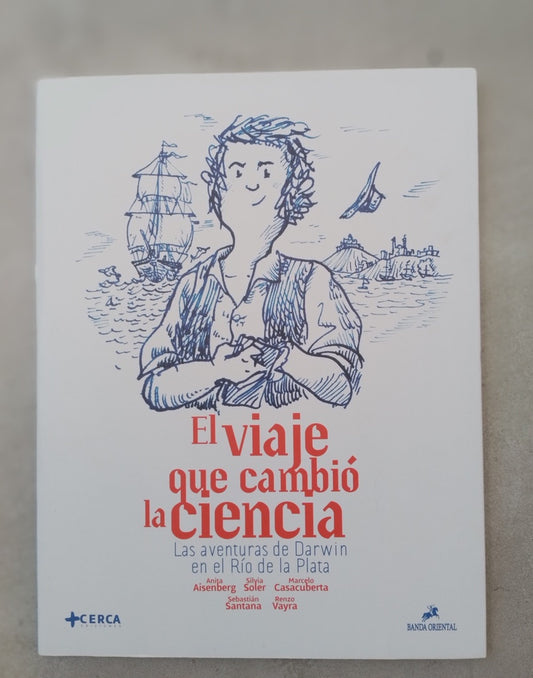 El viaje
que cambió
la ciencia
Las aventuras de Darwin
en el Río de la Plata
Anita Aisenberg Silvia Soler Marcelo Casacuberta
Sebastián Santana Renzo Vayra
+CERCA
EDICIONES
BANDA ORIENTAL